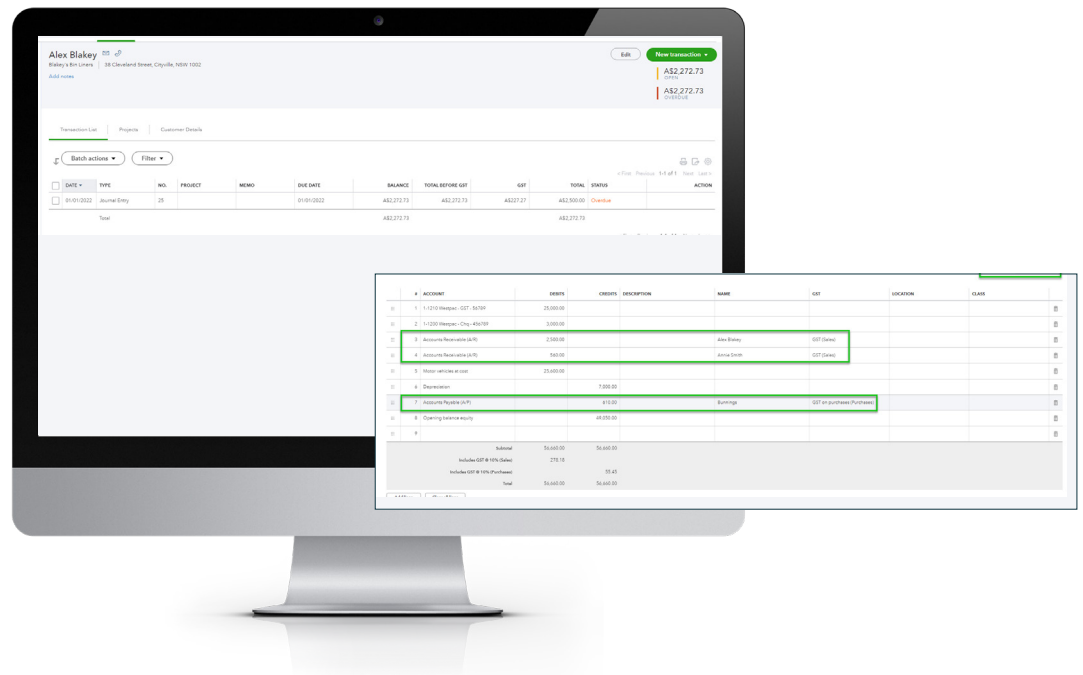 Alex Blakey
Blakey's Bin Liners | 38 Cleveland Street, Cityville, NSW 1002
Add notes
Edit
New transaction
A$2,272.73
OPEN
A$2,272.73
OVERDUE
Transaction List Projects Customer Details
Batch actions Filter
< First Previous 1-1 of 1 Next Last >
DATE TYPE NO. PROJECT MEMO DUE DATE BALANCE TOTAL BEFORE GST GST TOTAL STATUS ACTION
01/01/2022 Journal Entry 25 01/01/2022 A$2,272.73 A$2,272.73 A$227.27 A$2,500.00 Overdue
Total A$2,272.73 A$2,272.73
# ACCOUNT DEBITS CREDITS DESCRIPTION NAME GST LOCATION CLASS
1 1-1210 Westpac - GST - 56789 25,000.00
2 1-1200 Westpac - Chq - 456789 3,000.00
3 Accounts Receivable (A/R) 2,500.00 Alex Blakey GST (Sales)
4 Accounts Receivable (A/R) 560.00 Annie Smith GST (Sales)
5 Motor vehicles at cost 25,600.00
6 Depreciation 7,000.00
7 Accounts Payable (A/P) 610.00 Bunnings GST on purchases (Purchases)
8 Opening balance equity 49,050.00
9
Subtotal 56,660.00 56,660.00
Includes GST @ 10% (Sales) 278.18
Includes GST @ 10% (Purchases) 55.45
Total 56,660.00 56,660.00